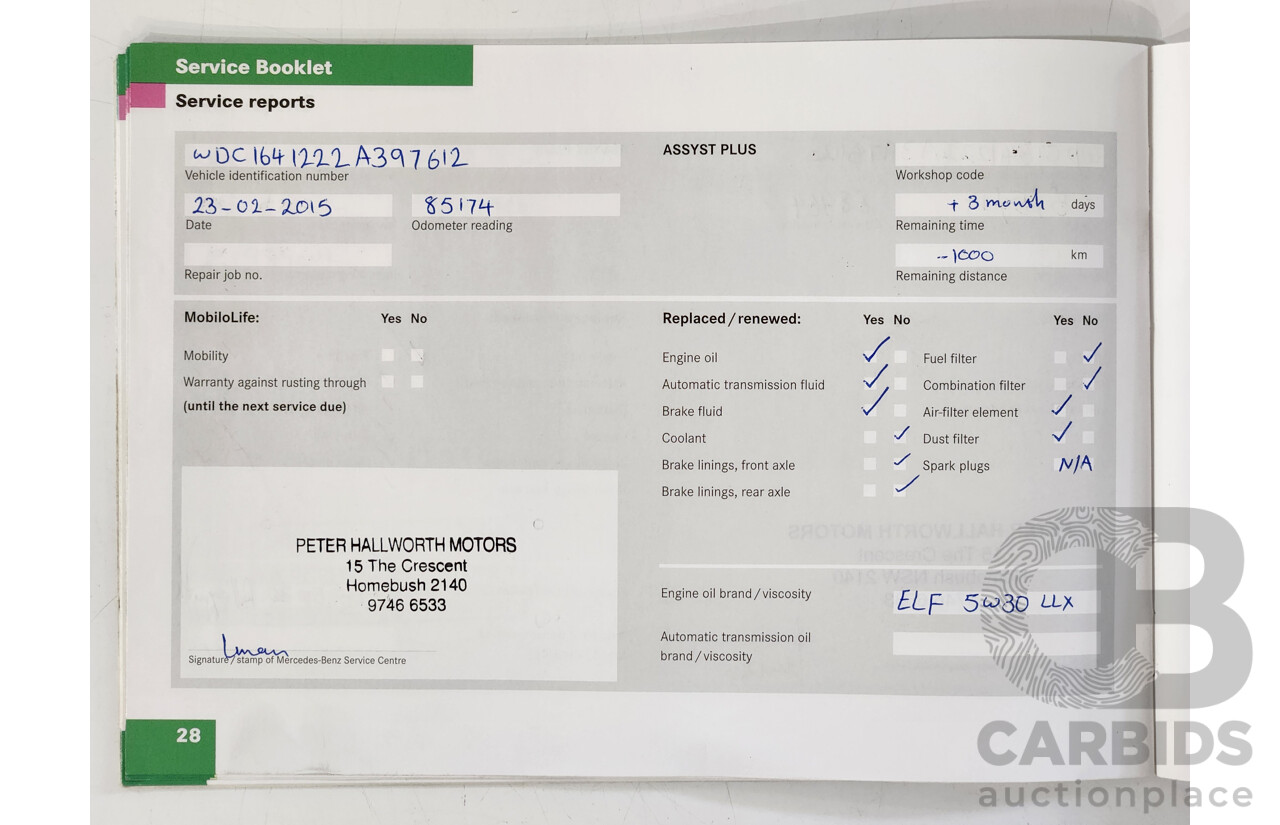 Service Booklet
Service reports
WDC1641222A397612
Vehicle identification number
23-02-2015
Date
85174
Odometer reading
Repair job no.
ASSYST PLUS
Workshop code
+ 3 month days
Remaining time
-1000 km
Remaining distance
MobiloLife: Yes No
Mobility
Warranty against rusting through
(until the next service due)
Replaced/renewed: Yes No Yes No
Engine oil
Automatic transmission fluid
Brake fluid
Coolant
Brake linings, front axle
Brake linings, rear axle
Fuel filter
Combination filter
Air-filter element
Dust filter
Spark plugs N/A
PETER HALLWORTH MOTORS
15 The Crescent
Homebush 2140
9746 6533
Signature/stamp of Mercedes-Benz Service Centre
Engine oil brand/viscosity ELF 5W30 LLX
Automatic transmission oil
brand/viscosity
28
CB
CARBIDS
auctionplace